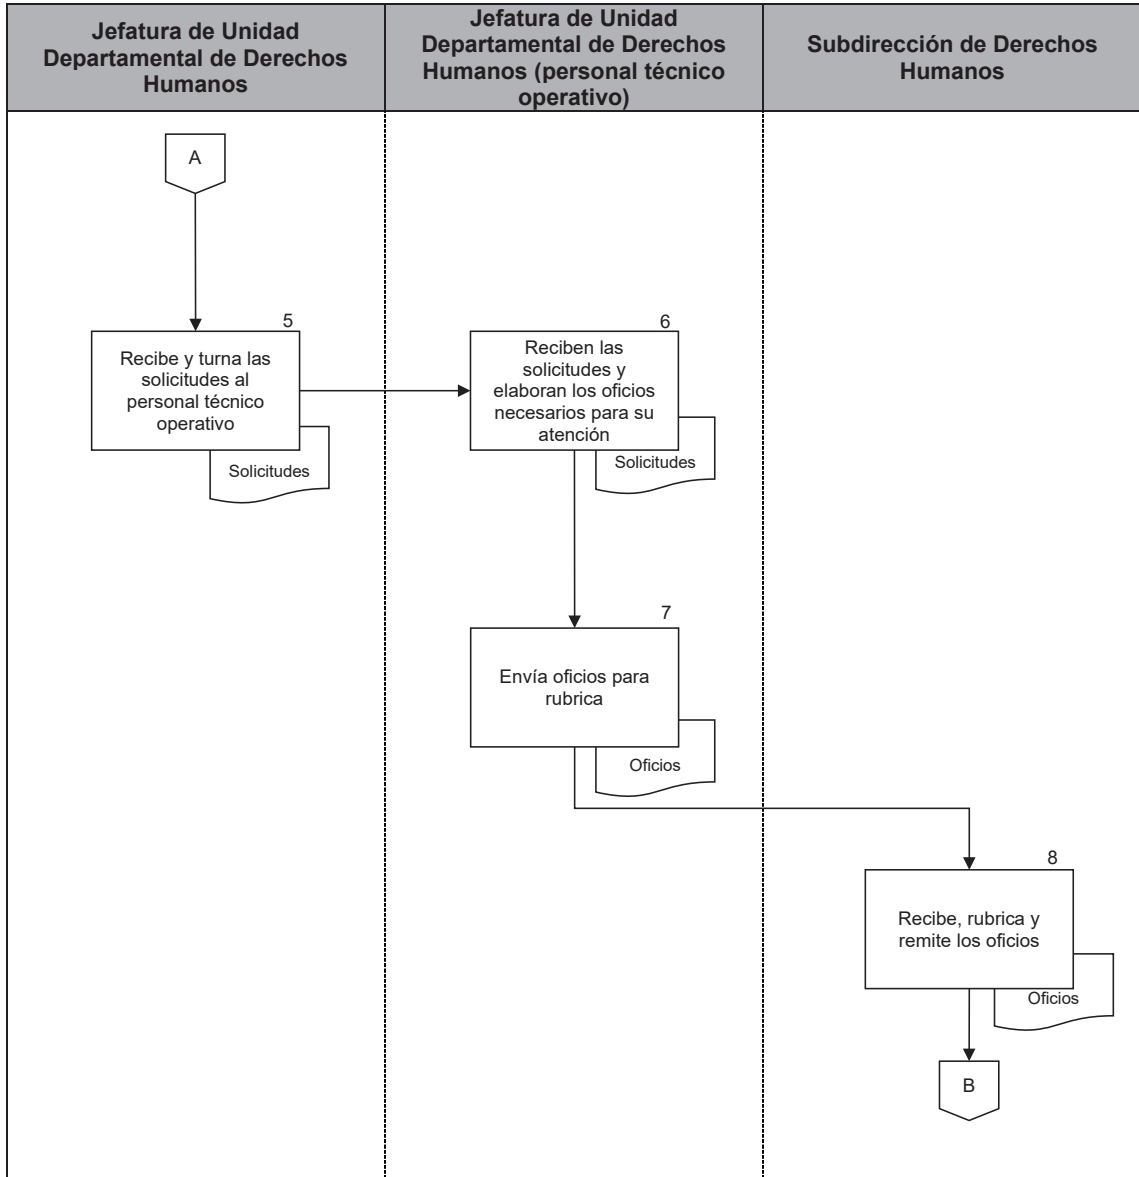 Jefatura de Unidad
Departamental de Derechos
Humanos
Jefatura de Unidad
Departamental de Derechos
Humanos (personal técnico
operativo)
Subdirección de Derechos
Humanos
A
5
Recibe y turna las
solicitudes al
personal técnico
operativo
Solicitudes
6
Reciben las
solicitudes y
elaboran los oficios
necesarios para su
atención
Solicitudes
7
Envía oficios para
rubrica
Oficios
8
Recibe, rubrica y
remite los oficios
Oficios
B